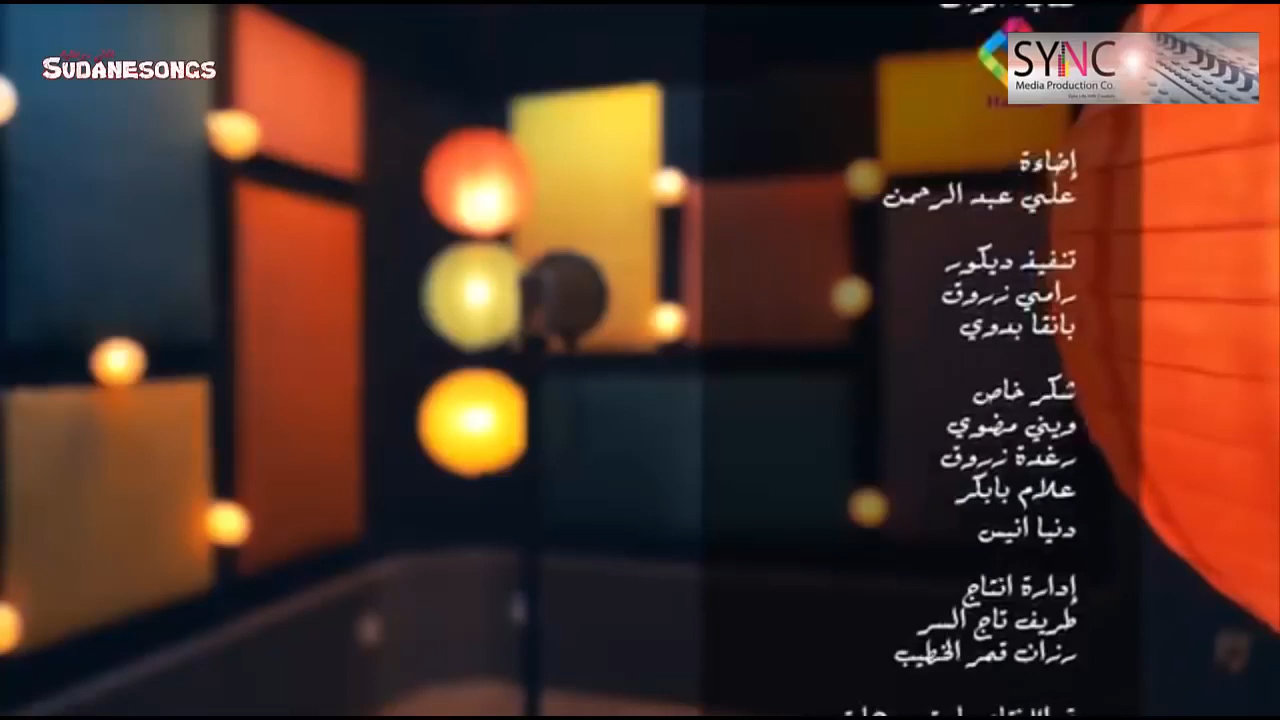 SUDANESONGS
SYNC
Media Production Co.
إضاءة
علي عبد الرحمن
تنفيذ ديكور
رامي زروق
بانقا بدوي
شكر خاص
ويني مضوي
رغدة زروق
علام بابكر
دنيا انيس
إدارة انتاج
طريف تاج السر
رزان قمر الخطيب